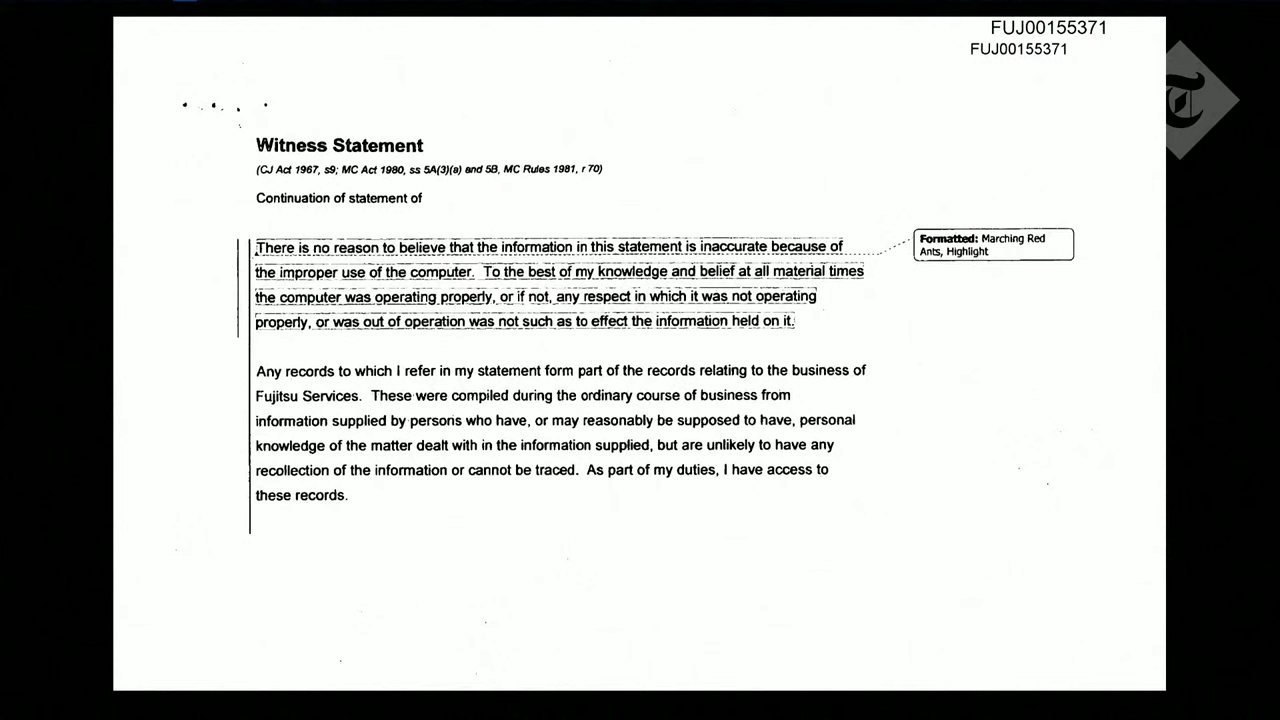 FUJ00155371
FUJ00155371
Witness Statement
(CJ Act 1967, s9; MC Act 1980, ss 5A(3)(a) and 5B, MC Rules 1981, r 70)
Continuation of statement of
There is no reason to believe that the information in this statement is inaccurate because of
the improper use of the computer. To the best of my knowledge and belief at all material times
the computer was operating properly, or if not, any respect in which it was not operating
properly, or was out of operation was not such as to effect the information held on it.
Formatted: Marching Red
Ants, Highlight
Any records to which I refer in my statement form part of the records relating to the business of
Fujitsu Services. These were compiled during the ordinary course of business from
information supplied by persons who have, or may reasonably be supposed to have, personal
knowledge of the matter dealt with in the information supplied, but are unlikely to have any
recollection of the information or cannot be traced. As part of my duties, I have access to
these records.
T